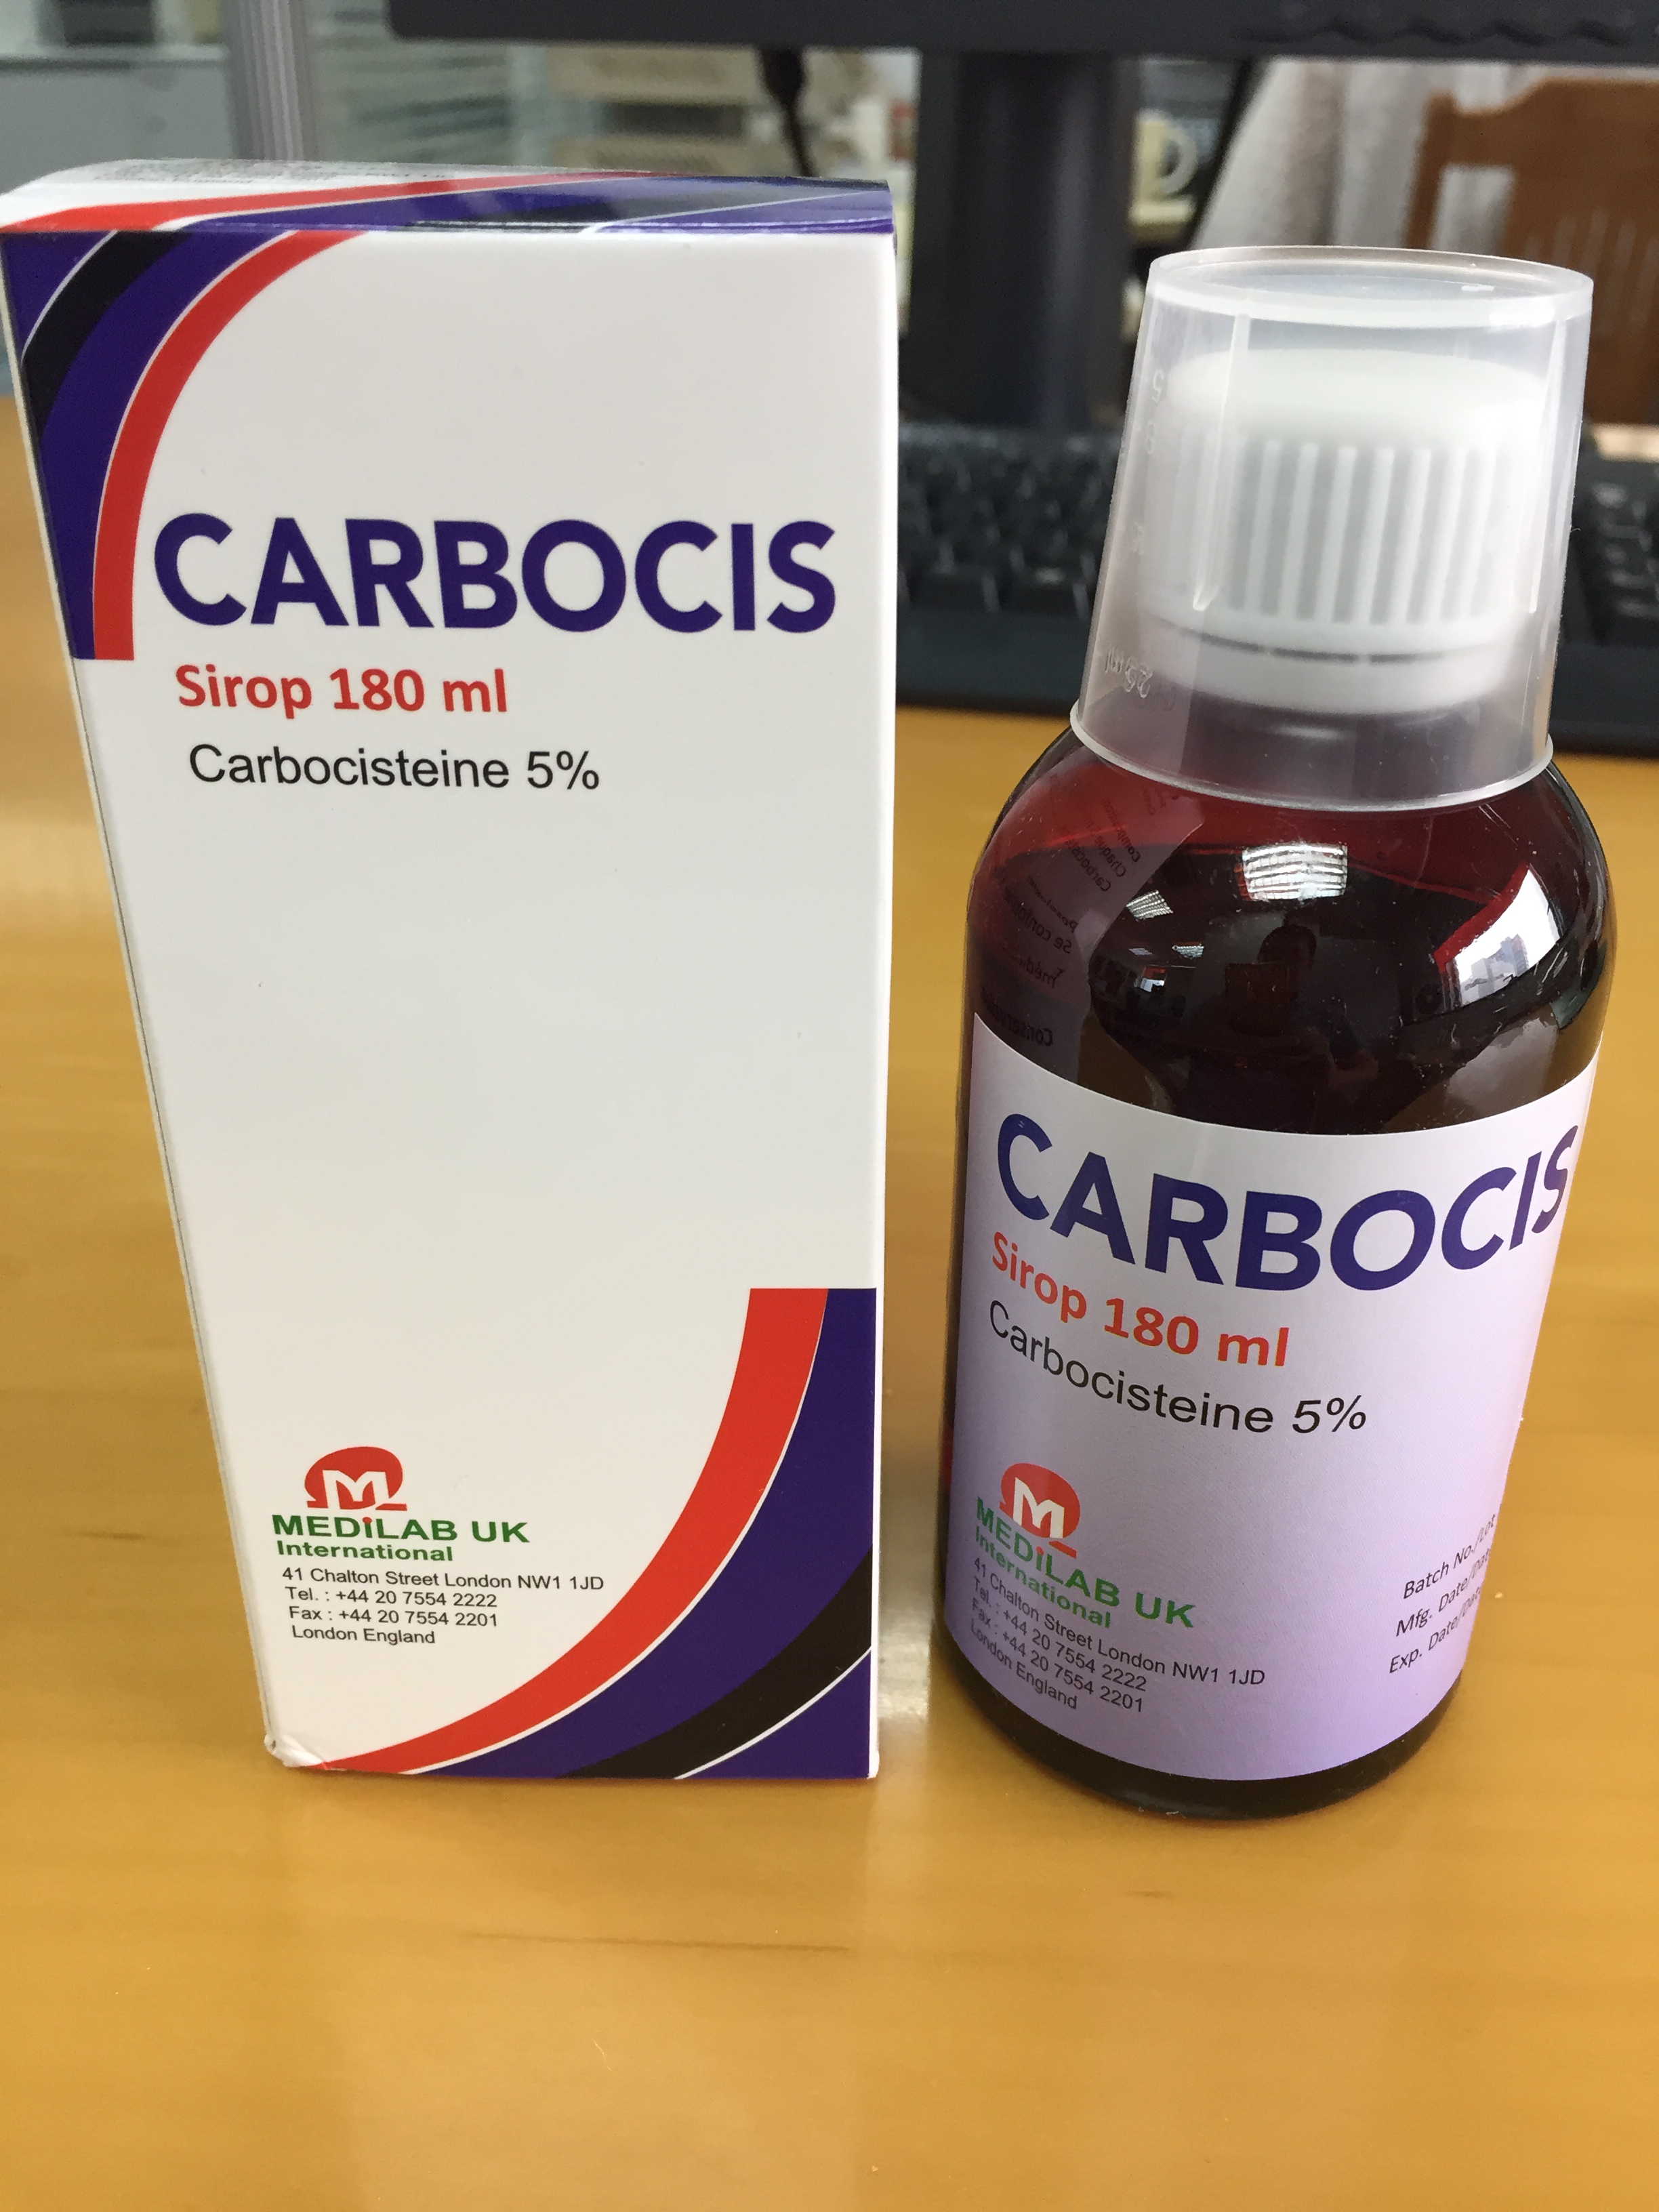 CARBOCIS
Sirop 180 ml
Carbocisteine 5%
M
MEDiLAB UK
International
41 Chalton Street London NW1 1JD
Tel. : +44 20 7554 2222
Fax : +44 20 7554 2201
London England
CARBOCIS
Sirop 180 ml
Carbocisteine 5%
M
MEDiLAB UK
International
41 Chalton Street London NW1 1JD
Tel. : +44 20 7554 2222
Fax : +44 20 7554 2201
London England
Batch No./Lot
Mfg. Date/
Exp. Date/